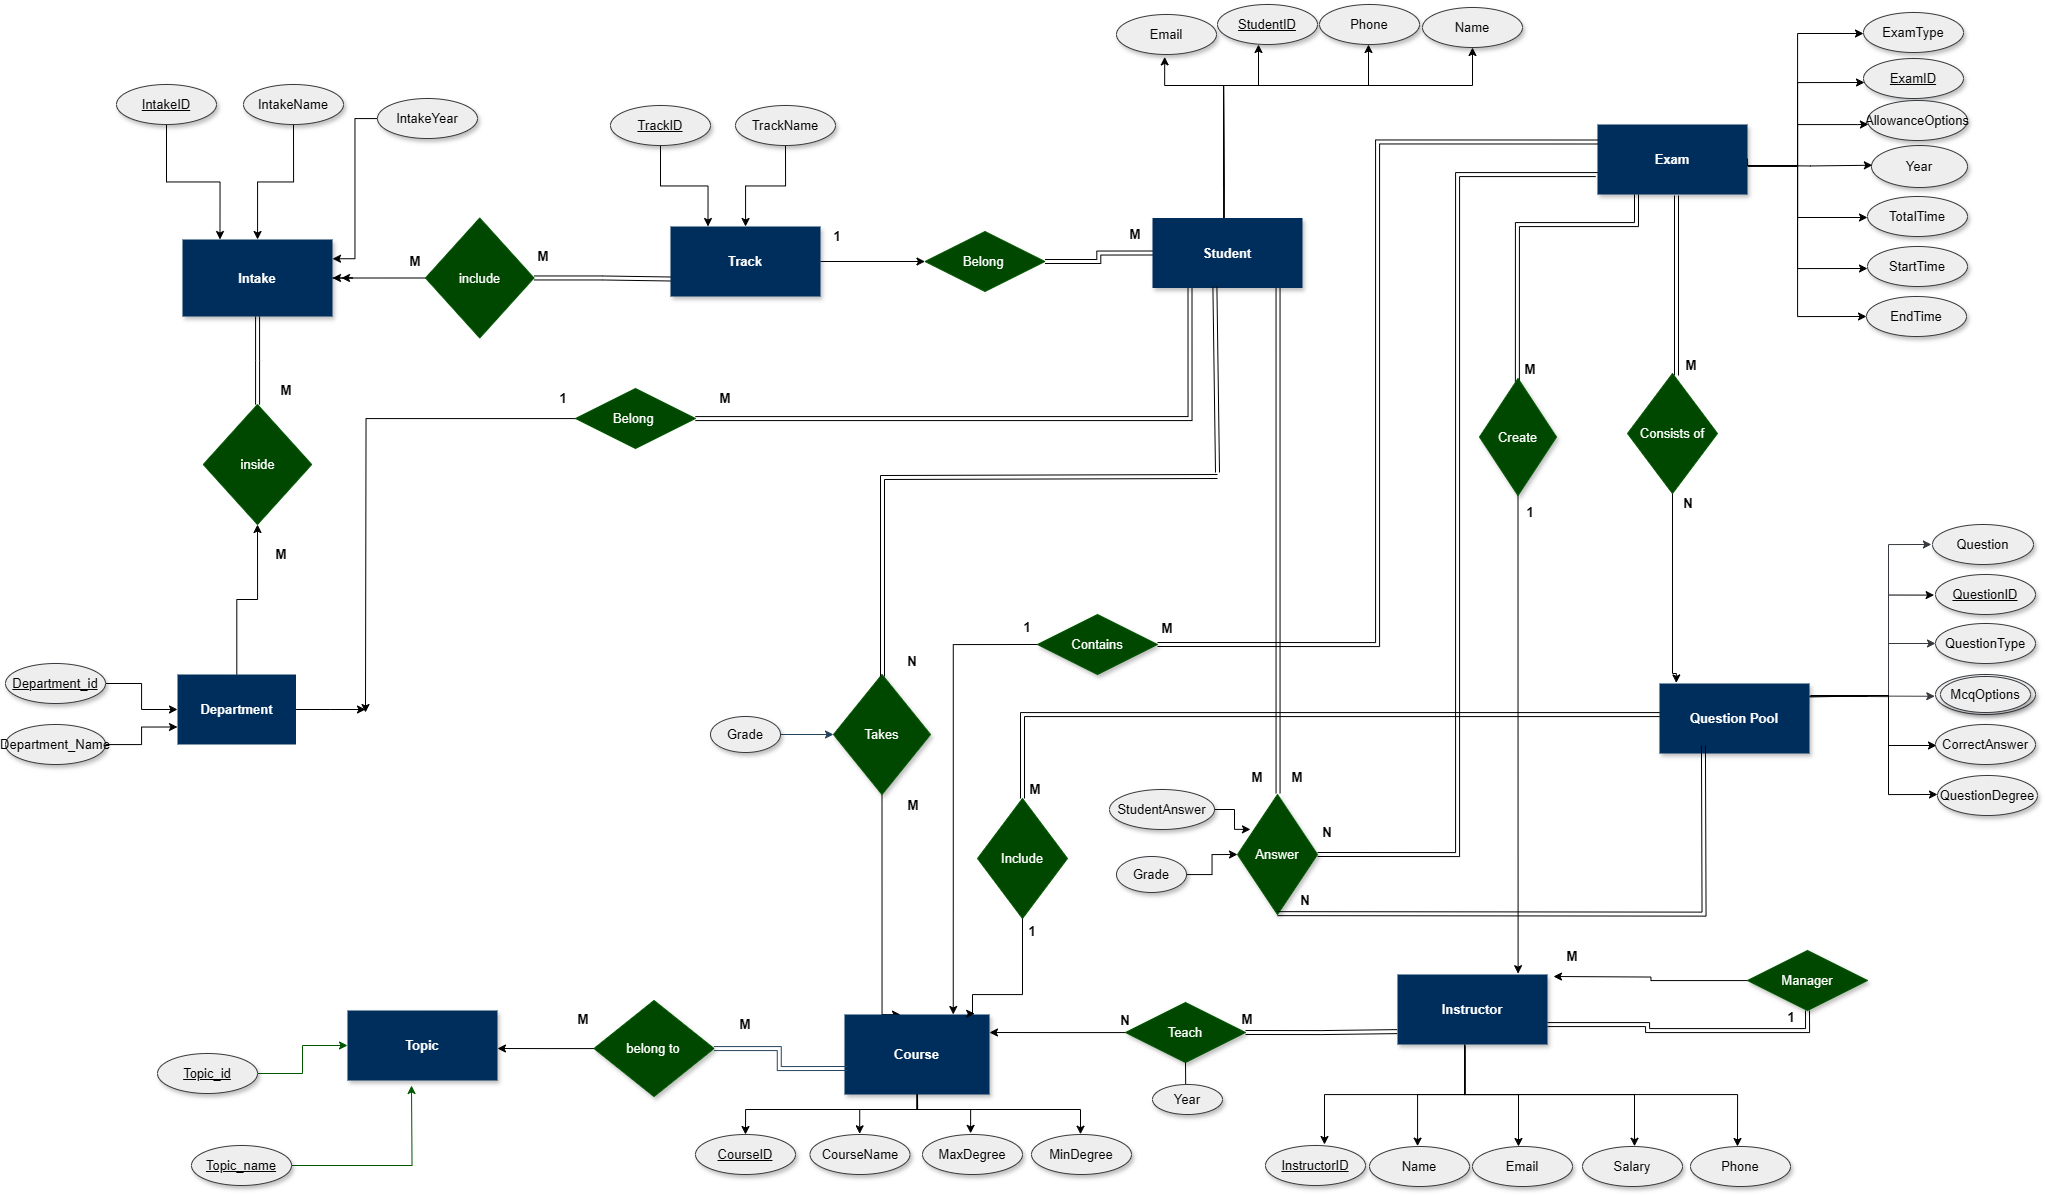 Email
StudentID
Phone
Name
ExamType
ExamID
AllowanceOptions
Year
TotalTime
StartTime
EndTime
IntakeID
IntakeName
IntakeYear
TrackID
TrackName
Exam
Intake
M
include
M
Track
1
Belong
M
Student
M
inside
M
1
Belong
M
M
Create
1
M
Consists of
N
Question
QuestionID
QuestionType
McqOptions
CorrectAnswer
QuestionDegree
Question Pool
Department_id
Department_Name
Department
N
Grade
Takes
M
1
Contains
M
M
Include
1
M
M
StudentAnswer
Grade
Answer
N
N
M
Manager
1
Instructor
Topic
Topic_id
Topic_name
M
belong to
M
Course
N
Teach
M
Year
CourseID
CourseName
MaxDegree
MinDegree
InstructorID
Name
Email
Salary
Phone